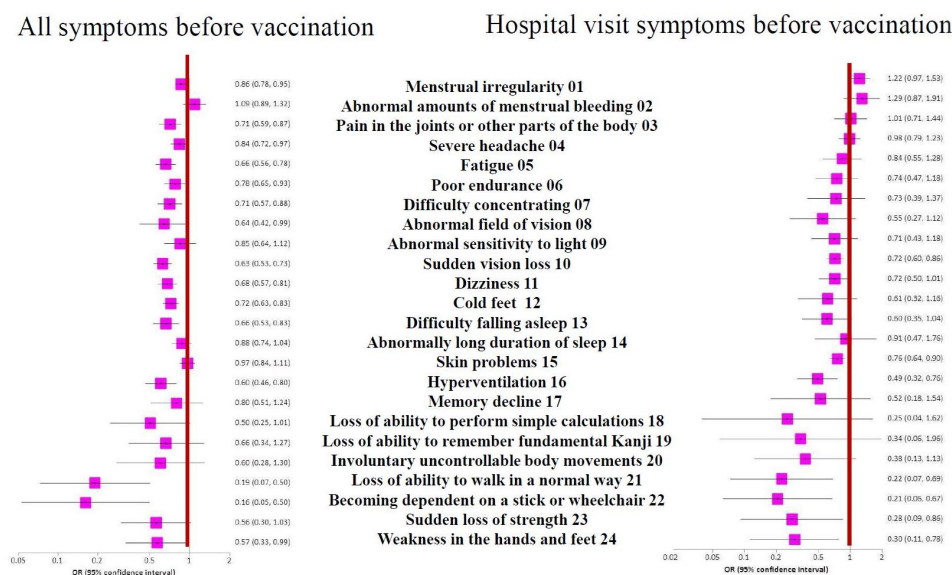 All symptoms before vaccination
Hospital visit symptoms before vaccination
0.86 (0.78, 0.95)
1.09 (0.89, 1.32)
0.71 (0.59, 0.87)
0.84 (0.72, 0.97)
0.66 (0.56, 0.78)
0.78 (0.65, 0.93)
0.71 (0.57, 0.88)
0.64 (0.42, 0.99)
0.85 (0.64, 1.12)
0.63 (0.53, 0.73)
0.68 (0.57, 0.81)
0.72 (0.63, 0.83)
0.66 (0.53, 0.83)
0.88 (0.74, 1.04)
0.97 (0.84, 1.11)
0.60 (0.46, 0.80)
0.80 (0.51, 1.24)
0.50 (0.25, 1.01)
0.66 (0.34, 1.27)
0.60 (0.28, 1.30)
0.19 (0.07, 0.50)
0.16 (0.05, 0.50)
0.56 (0.30, 1.03)
0.57 (0.33, 0.99)
0.05 0.1 0.2 0.5 1 2
OR (95% confidence interval)
Menstrual irregularity 01
Abnormal amounts of menstrual bleeding 02
Pain in the joints or other parts of the body 03
Severe headache 04
Fatigue 05
Poor endurance 06
Difficulty concentrating 07
Abnormal field of vision 08
Abnormal sensitivity to light 09
Sudden vision loss 10
Dizziness 11
Cold feet 12
Difficulty falling asleep 13
Abnormally long duration of sleep 14
Skin problems 15
Hyperventilation 16
Memory decline 17
Loss of ability to perform simple calculations 18
Loss of ability to remember fundamental Kanji 19
Involuntary uncontrollable body movements 20
Loss of ability to walk in a normal way 21
Becoming dependent on a stick or wheelchair 22
Sudden loss of strength 23
Weakness in the hands and feet 24
1.22 (0.97, 1.53)
1.29 (0.87, 1.91)
1.01 (0.71, 1.44)
0.98 (0.79, 1.23)
0.84 (0.55, 1.28)
0.74 (0.47, 1.18)
0.73 (0.39, 1.37)
0.55 (0.27, 1.12)
0.71 (0.43, 1.18)
0.72 (0.60, 0.86)
0.72 (0.50, 1.01)
0.61 (0.32, 1.16)
0.60 (0.35, 1.04)
0.91 (0.47, 1.76)
0.76 (0.64, 0.90)
0.49 (0.32, 0.76)
0.52 (0.18, 1.54)
0.25 (0.04, 1.62)
0.34 (0.06, 1.96)
0.38 (0.13, 1.13)
0.22 (0.07, 0.69)
0.21 (0.06, 0.67)
0.28 (0.09, 0.86)
0.30 (0.11, 0.78)
0.02 0.05 0.1 0.2 0.5 1 2
OR (95% confidence interval)